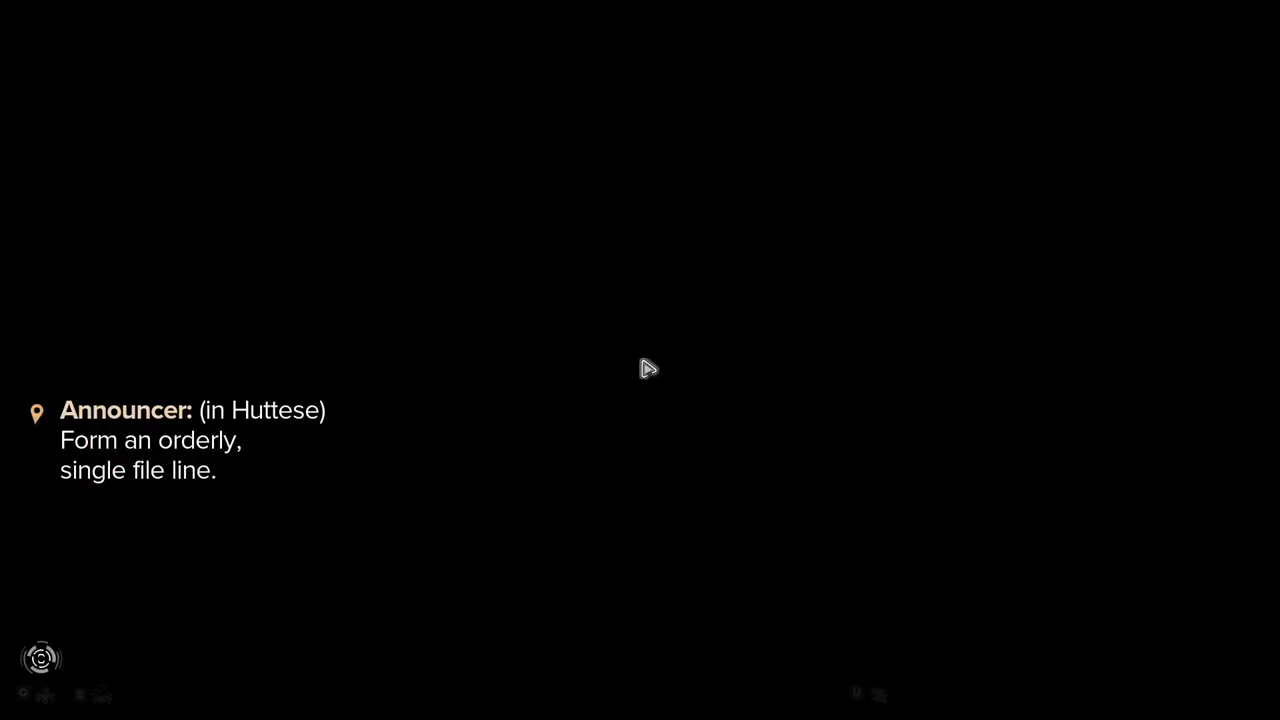 Announcer: (in Huttese)
Form an orderly,
single file line.